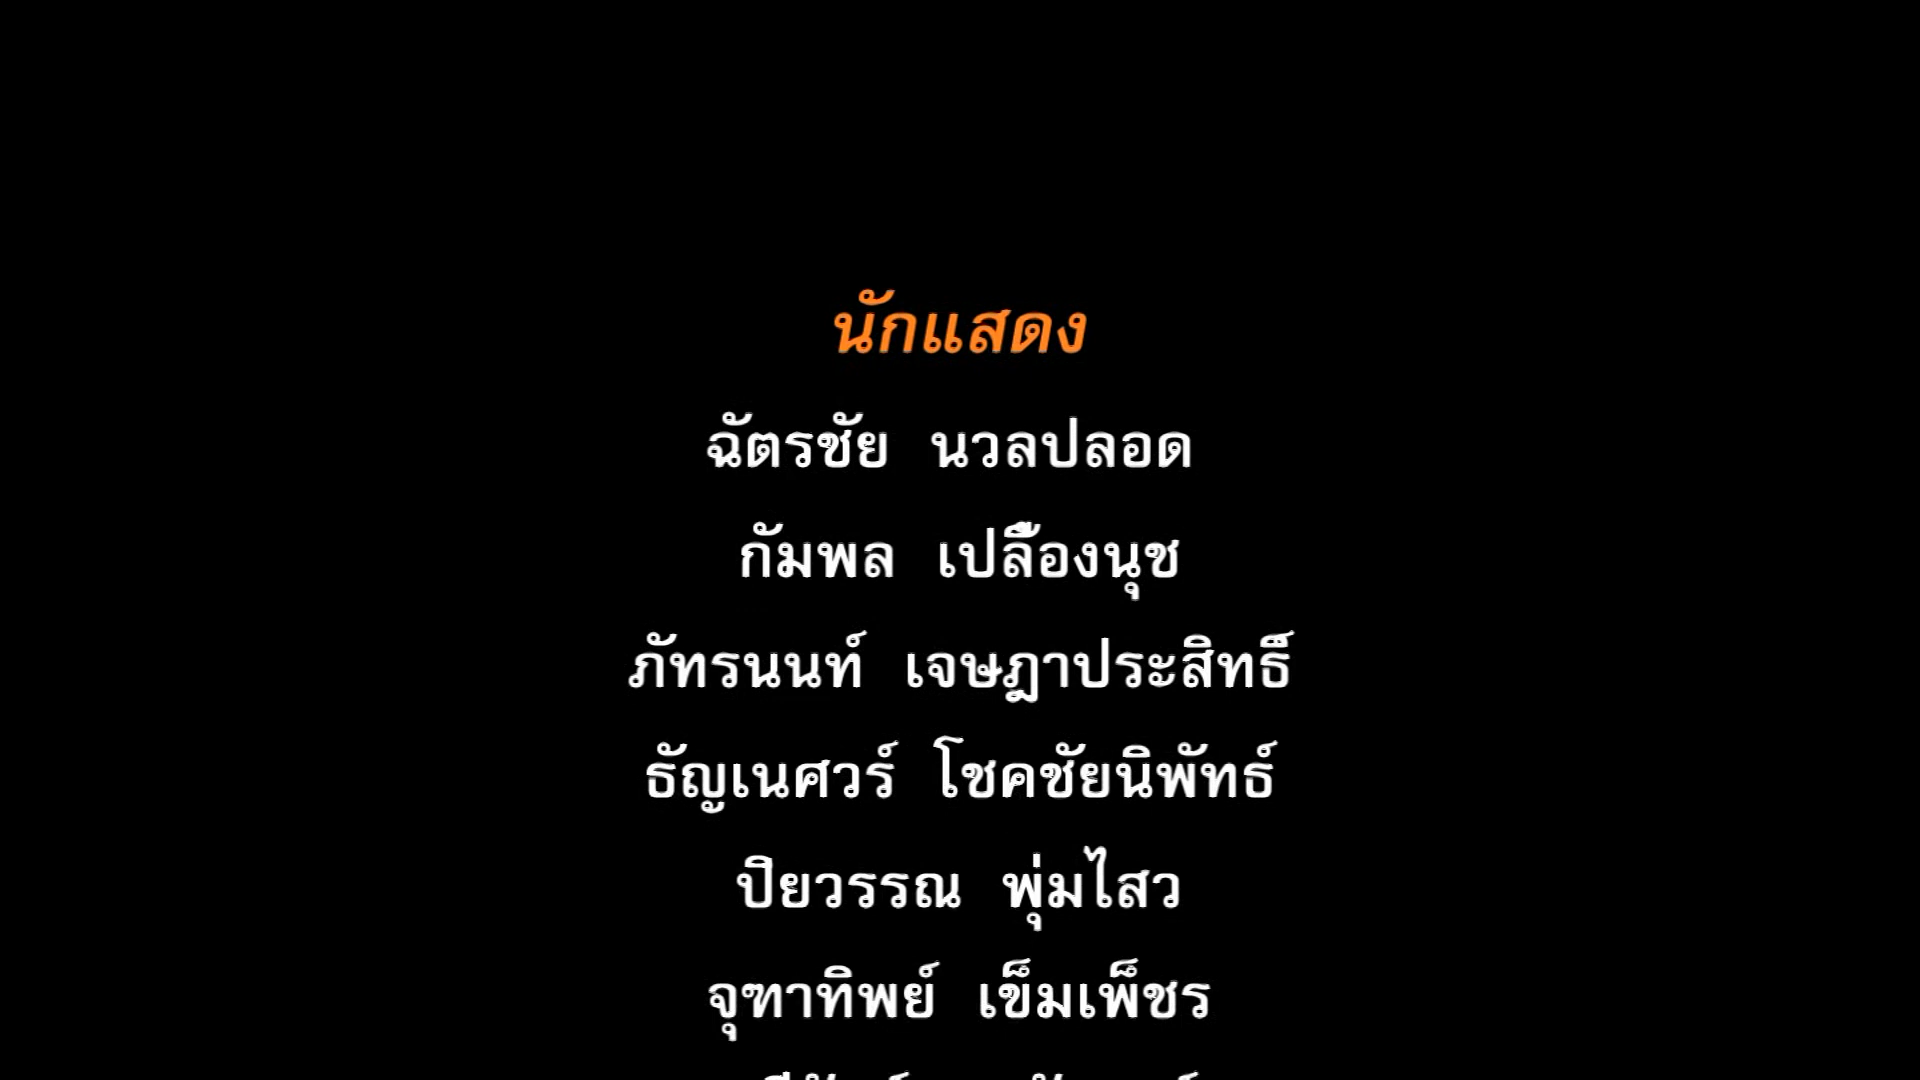 นักแสดง
ฉัตรชัย นวลปลอด
กัมพล เปลืองนุช
ภัทรนนท์ เจษฎาประสิทธิ์
ธัญเนศวร์ โชคชัยนิพัทธ์
ปิยวรรณ พุ่มไสว
จุฑาทิพย์ เข็มเพ็ชร